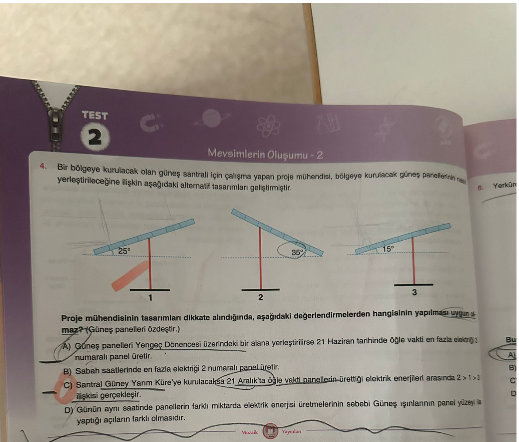 TEST
2
Mevsimlerin Oluşumu - 2
4. Bir bölgeye kurulacak olan güneş santrali için çalışma yapan proje mühendisi, bölgeye kurulacak güneş panellerinin
yerleştirileceğine ilişkin aşağıdaki alternatif tasarımları geliştirmiştir.
6. Yerkür
25° 35° 15°
1 2 3
Proje mühendisinin tasarımları dikkate alındığında, aşağıdaki değerlendirmelerden hangisinin yapılması uygun ol-
maz? (Güneş panelleri özdeştir.)
A) Güneş panelleri Yengeç Dönencesi üzerindeki bir alana yerleştirilirse 21 Haziran tarihinde öğle vakti en fazla elektriği 2
numaralı panel üretir.
B) Sabah saatlerinde en fazla elektriği 2 numaralı panel üretir.
C) Santral Güney Yarım Küre'ye kurulacaksa 21 Aralık'ta öğle vakti panellerin ürettiği elektrik enerjileri arasında 2 > 1 > 3
ilişkisi gerçekleşir.
D) Günün aynı saatinde panellerin farklı miktarda elektrik enerjisi üretmelerinin sebebi Güneş ışınlarının panel yüzeyi ile
yaptığı açıların farklı olmasıdır.
Bu
A)
B)
C
D
Mozaik Yayınları